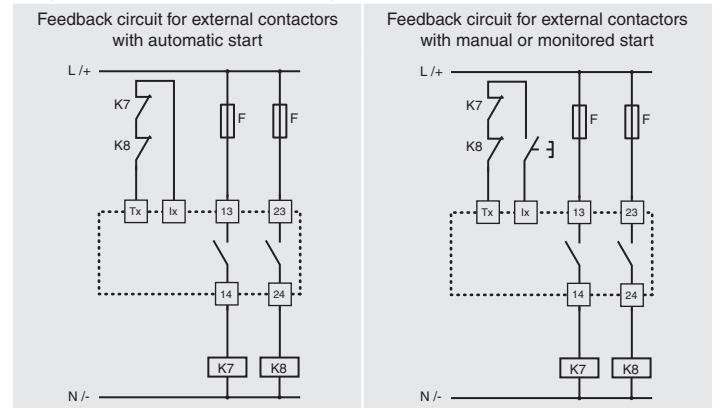 Feedback circuit for external contactors
with automatic start
L /+
K7
F
F
K8
Tx
Ix
13
23
14
24
K7
K8
N /-
Feedback circuit for external contactors
with manual or monitored start
L /+
K7
F
F
K8
Tx
Ix
13
23
14
24
K7
K8
N /-